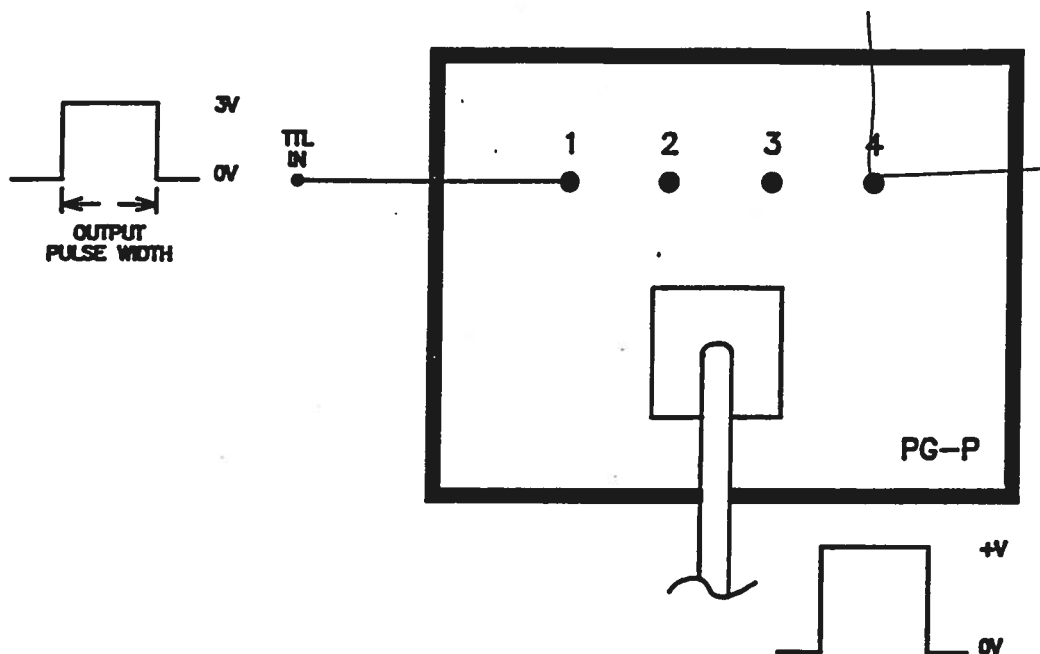 3V
0V
OUTPUT
PULSE WIDTH
TTL
IN
1 2 3 4
PG-P
+V
0V